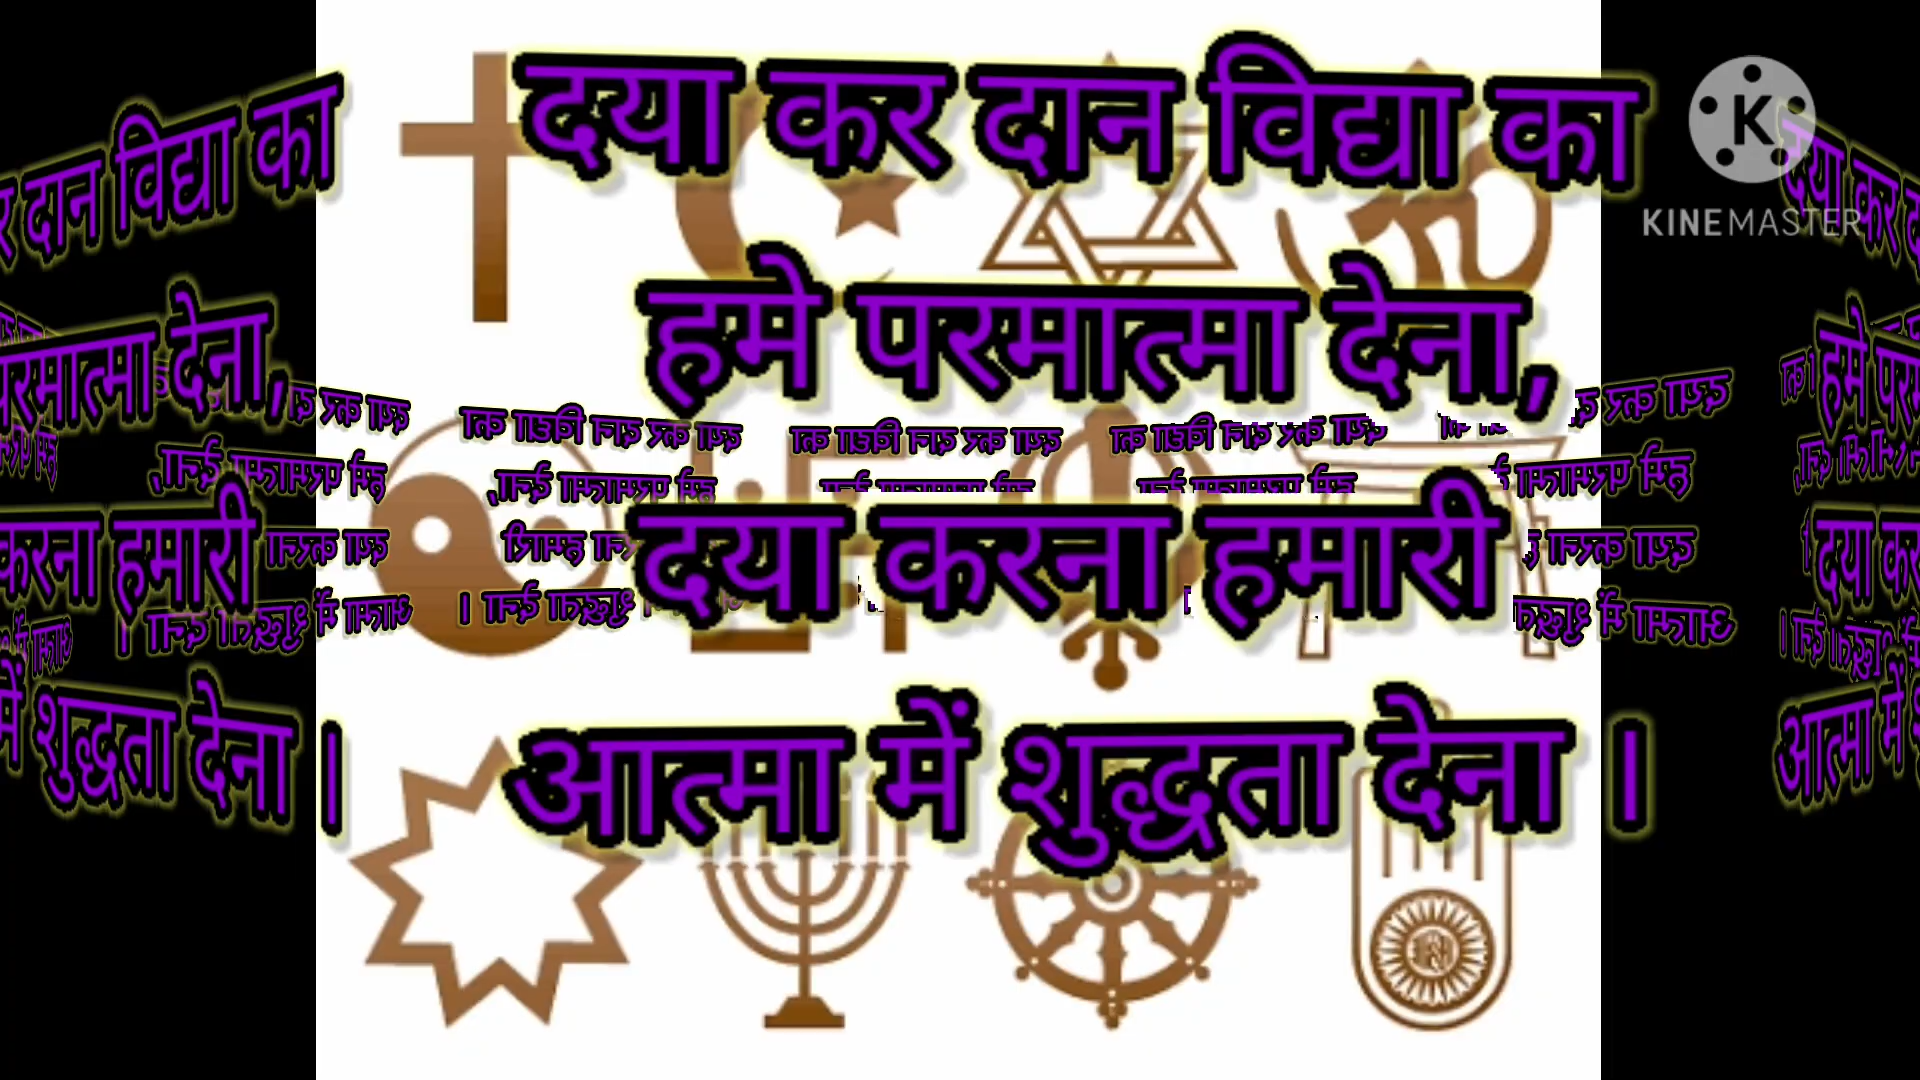 दया कर दान विद्या का
हमे परमात्मा देना,
दया करना हमारी
आत्मा में शुद्धता देना ।
KINEMASTER